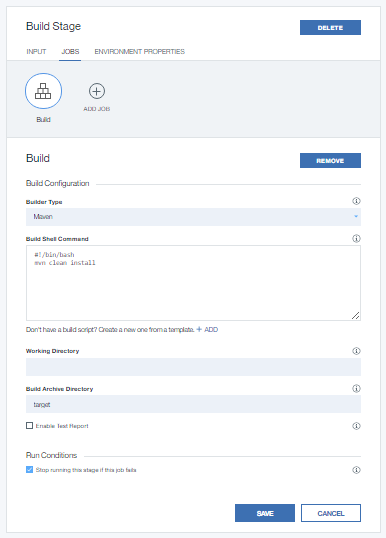 Build Stage
DELETE
INPUT JOBS ENVIRONMENT PROPERTIES
Build ADD JOB
Build
REMOVE
Build Configuration
Builder Type
Maven
Build Shell Command
#!/bin/bash
mvn clean install
Don't have a build script? Create a new one from a template. + ADD
Working Directory
Build Archive Directory
target
Enable Test Report
Run Conditions
Stop running this stage if this job fails
SAVE CANCEL